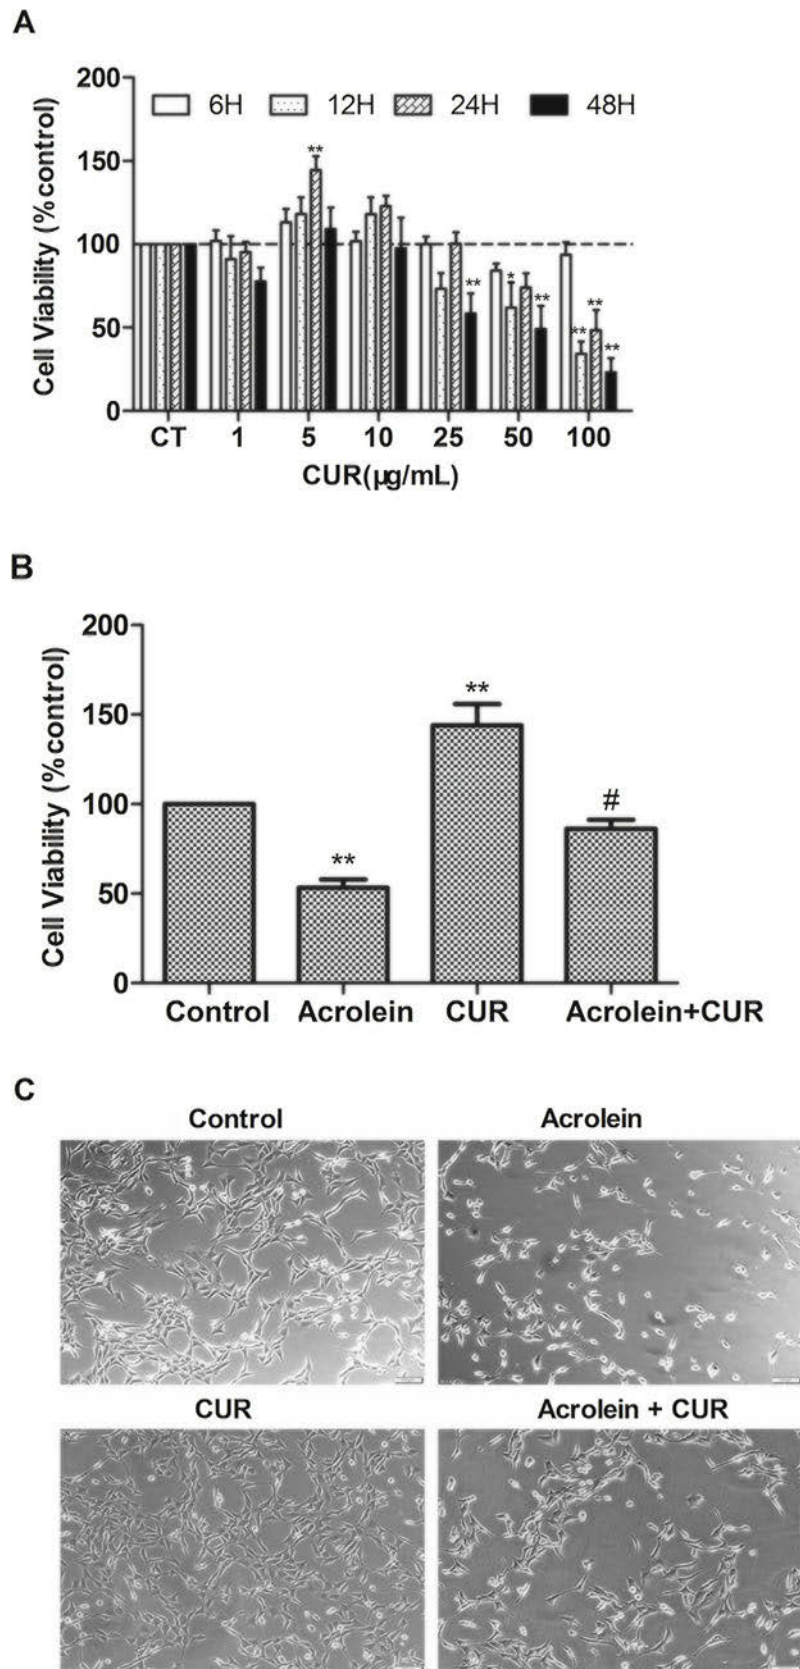 A
200
150
100
50
0
Cell Viability (% control)
6H 12H 24H 48H
**
**
*
**
**
**
**
CT 1 5 10 25 50 100
CUR(µg/mL)
B
200
150
100
50
0
Cell Viability (% control)
**
**
#
Control Acrolein CUR Acrolein+CUR
C
Control Acrolein
CUR Acrolein + CUR